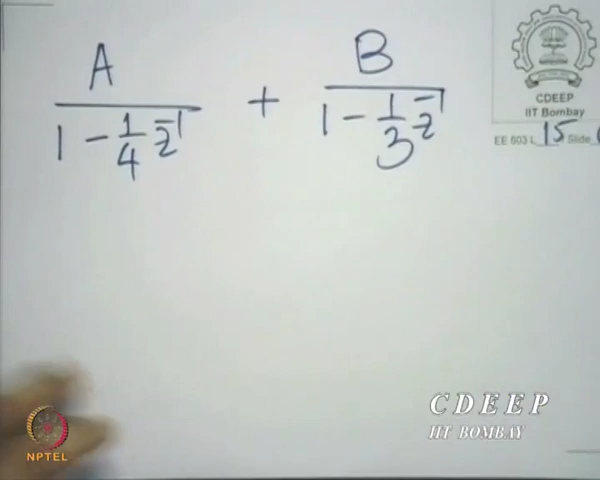 A/(1 - 1/4 z^-1) + B/(1 - 1/3 z^-1)
CDEEP
IIT Bombay
EE 603 L 15 Slide
CDEEP
IIT BOMBAY
NPTEL